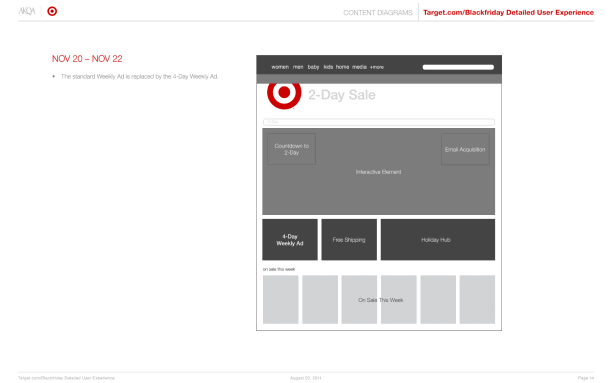 AKQA
CONTENT DIAGRAMS
Target.com/Blackfriday Detailed User Experience
NOV 20 – NOV 22
• The standard Weekly Ad is replaced by the 4-Day Weekly Ad.
women men baby kids home media +more
2-Day Sale
Countdown to
2-Day
Email Acquisition
Interactive Element
4-Day
Weekly Ad
Free Shipping
Holiday Hub
on sale this week
On Sale This Week
Target.com/Blackfriday Detailed User Experience
August 22, 2011
Page 14